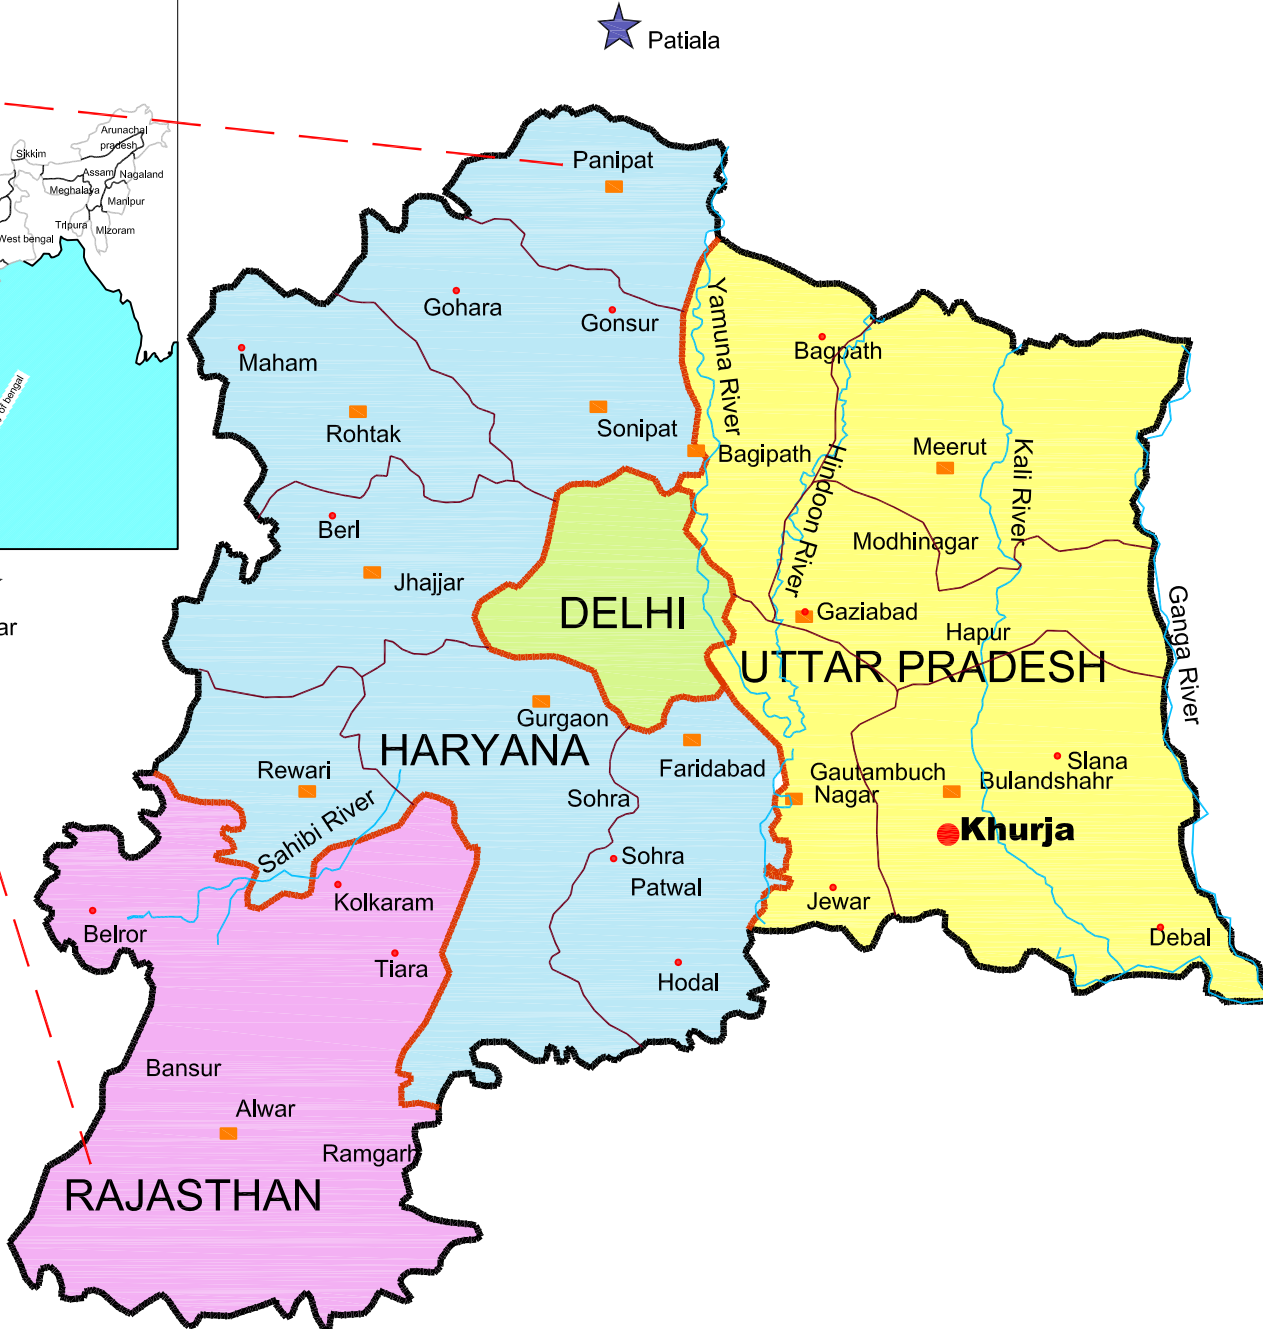 Patiala
Arunachal
pradesh
Sikkim
Assam
Nagaland
Meghalaya
Manipur
Tripura
Mizoram
West bengal
of bengal
ar
Panipat
Gohara
Gonsur
Maham
Rohtak
Sonipat
Yamuna River
Bagpath
Bagipath
Hindoon River
Meerut
Kali River
Berl
Jhajjar
Modhinagar
DELHI
Gaziabad
Hapur
Ganga River
UTTAR PRADESH
Gurgaon
HARYANA
Faridabad
Rewari
Sohra
Sahibi River
Gautambuch
Nagar
Slana
Bulandshahr
Khurja
Sohra
Patwal
Jewar
Kolkaram
Belror
Tiara
Hodal
Debal
Bansur
Alwar
Ramgarh
RAJASTHAN